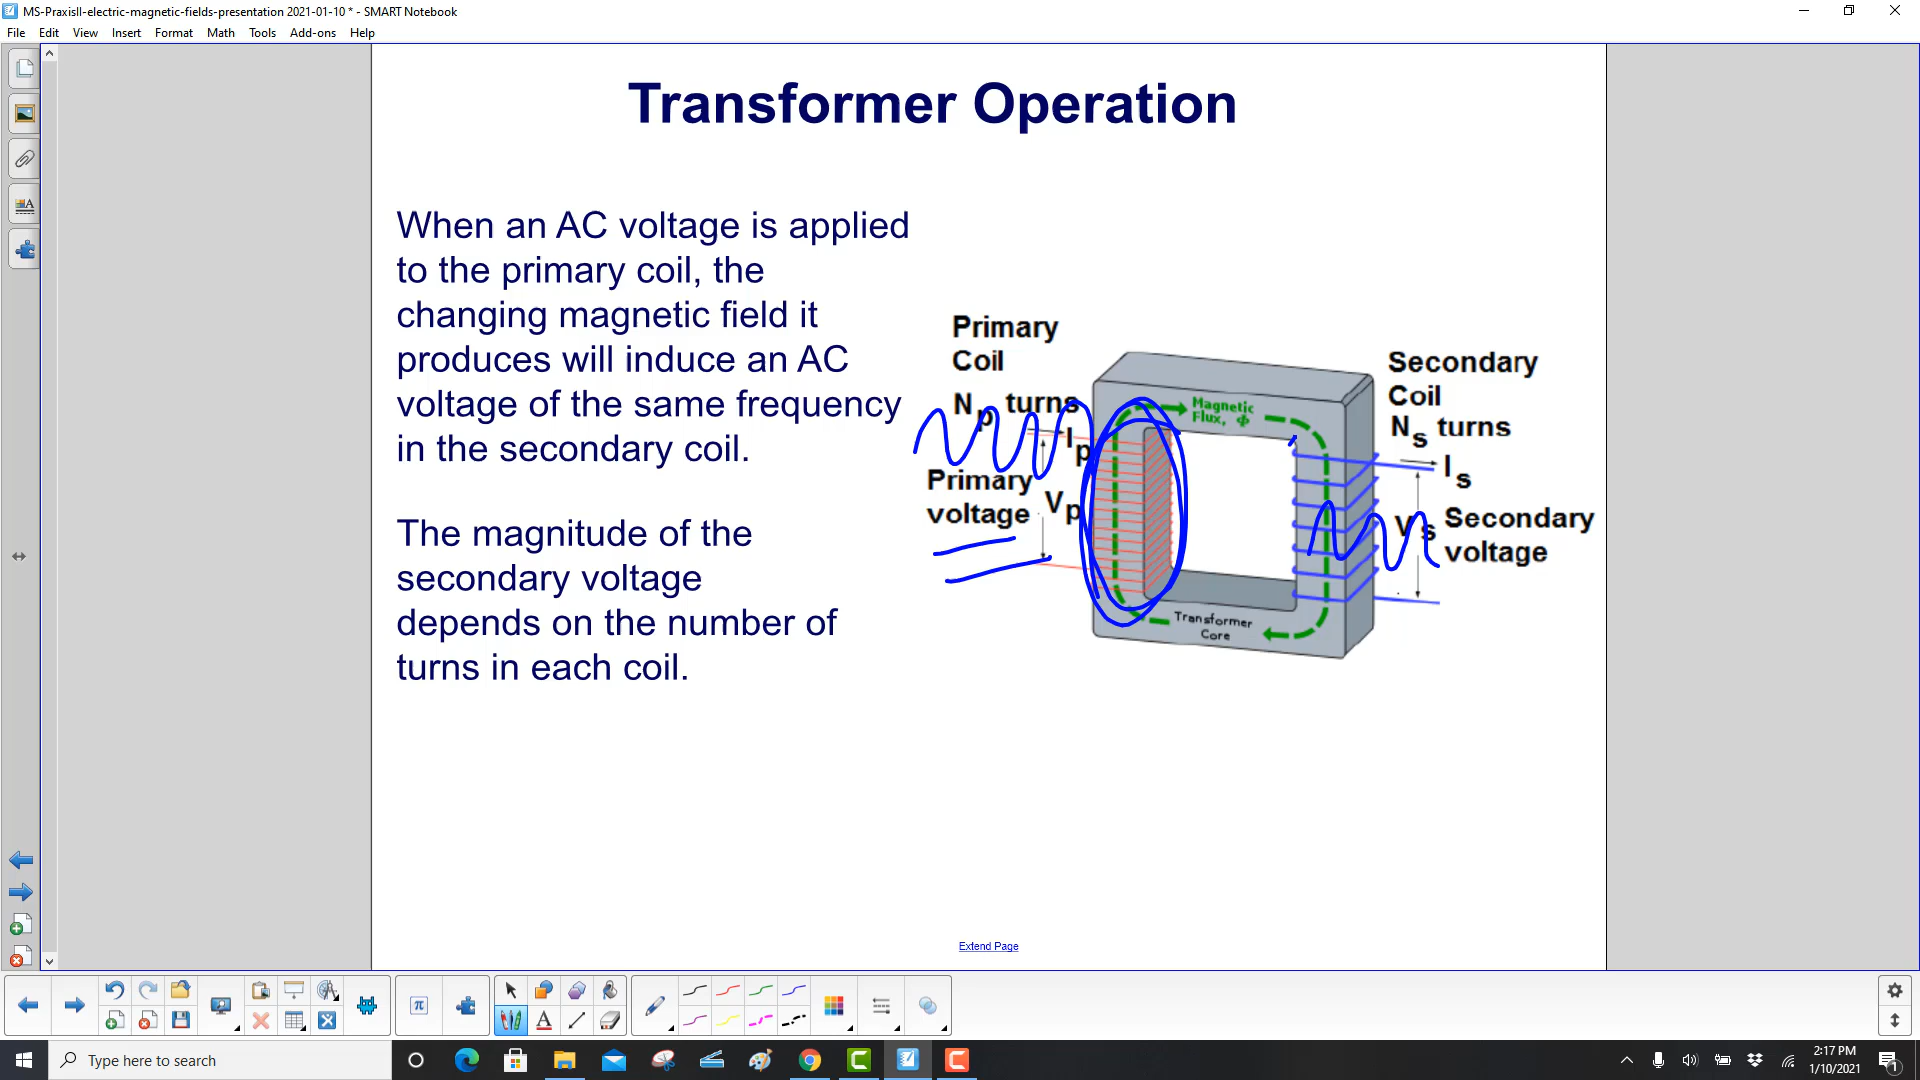 MS-PraxisII-electric-magnetic-fields-presentation 2021-01-10 * - SMART Notebook
File Edit View Insert Format Math Tools Add-ons Help
Transformer Operation
When an AC voltage is applied
to the primary coil, the
changing magnetic field it
produces will induce an AC
voltage of the same frequency
in the secondary coil.
The magnitude of the
secondary voltage
depends on the number of
turns in each coil.
Primary
Coil
Np turns
Ip
Primary
voltage
Vp
Magnetic
Flux, Φ
Transformer
Core
Secondary
Coil
Ns turns
Is
Vs
Secondary
voltage
Extend Page
π
A
Type here to search
2:17 PM
1/10/2021
1